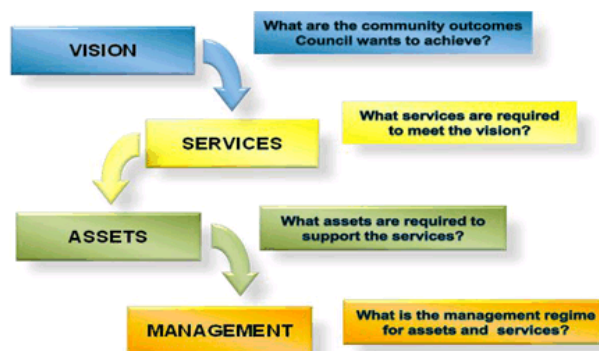 VISION
What are the community outcomes
Council wants to achieve?
SERVICES
What services are required
to meet the vision?
ASSETS
What assets are required to
support the services?
MANAGEMENT
What is the management regime
for assets and services?